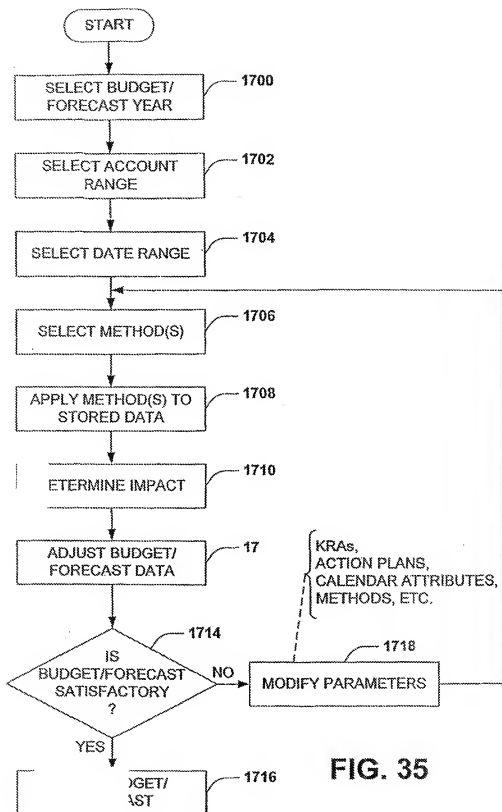 START
SELECT BUDGET/
FORECAST YEAR
1700
SELECT ACCOUNT
RANGE
1702
SELECT DATE RANGE
1704
SELECT METHOD(S)
1706
APPLY METHOD(S) TO
STORED DATA
1708
ETERMINE IMPACT
1710
ADJUST BUDGET/
FORECAST DATA
17
KRAs,
ACTION PLANS,
CALENDAR ATTRIBUTES,
METHODS, ETC.
IS
BUDGET/FORECAST
SATISFACTORY
?
1714
NO
MODIFY PARAMETERS
1718
YES
DGET/
AST
1716
FIG. 35